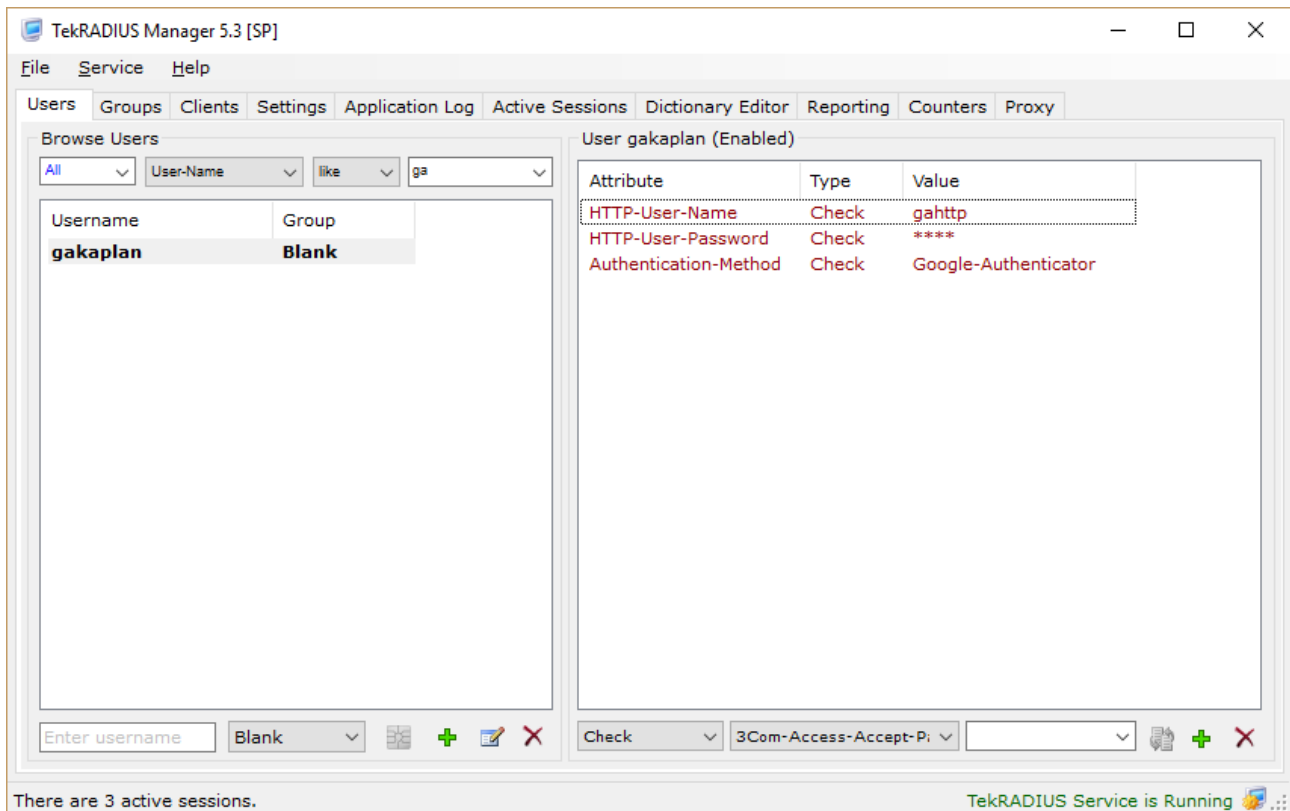 TekRADIUS Manager 5.3 [SP]
File Service Help
Users Groups Clients Settings Application Log Active Sessions Dictionary Editor Reporting Counters Proxy
Browse Users
All User-Name like ga
Username Group
gakaplan Blank
Enter username Blank
User gakaplan (Enabled)
Attribute Type Value
HTTP-User-Name Check gahttp
HTTP-User-Password Check ****
Authentication-Method Check Google-Authenticator
Check 3Com-Access-Accept-Pa
There are 3 active sessions. TekRADIUS Service is Running